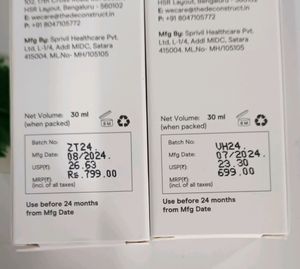 HSR Layout, Bengaluru - 560102
E: wecare@thedeconstruct.in
P: +91 8047105772
Mfg By: Sprivil Healthcare Pvt.
Ltd, L-1/4, Addl MIDC, Satara
415004. ML.No- MH/105105
Net Volume: 30 ml
(when packed)
6 M
Batch No: ZT24.
Mfg Date: 08/2024.
USP(₹): 26.63
MRP(₹): Rs.799.00
(incl. of all taxes)
Use before 24 months
from Mfg Date
HSR Layout, Bengaluru - 560102
E: wecare@thedeconstruct.in
P: +91 8047105772
Mfg By: Sprivil Healthcare Pvt.
Ltd, L-1/4, Addl MIDC, Satara
415004. ML.No- MH/105105
Net Volume: 30 ml
(when packed)
Batch No: VH24.
Mfg Date: 07/2024.
USP(₹): 23.30
MRP(₹): 699.00
(incl. of all taxes)
Use before 24 months
from Mfg Date